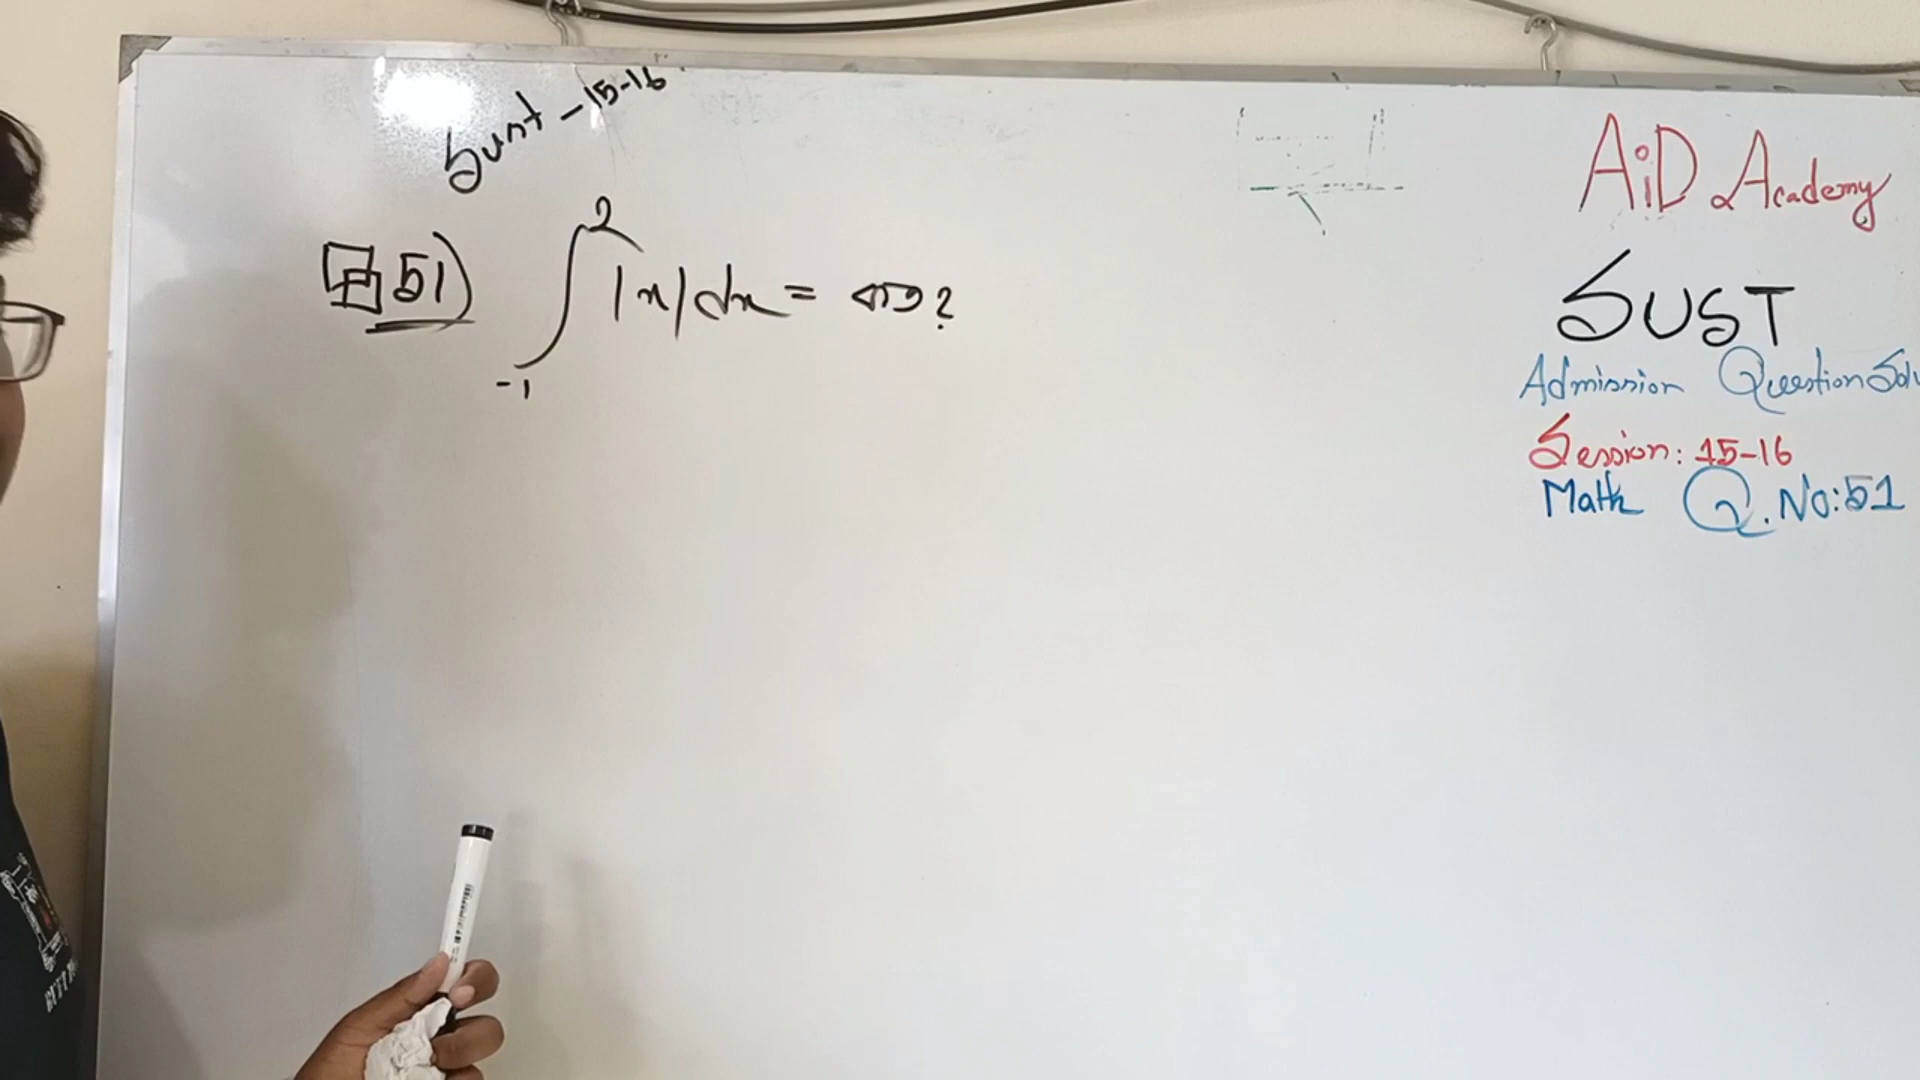 SUST - 15-16
51) ∫_{-1}^{2} |x| dx = কত?
AiD Academy
SUST
Admission Question Solu
Session: 15-16
Math Q. No: 51